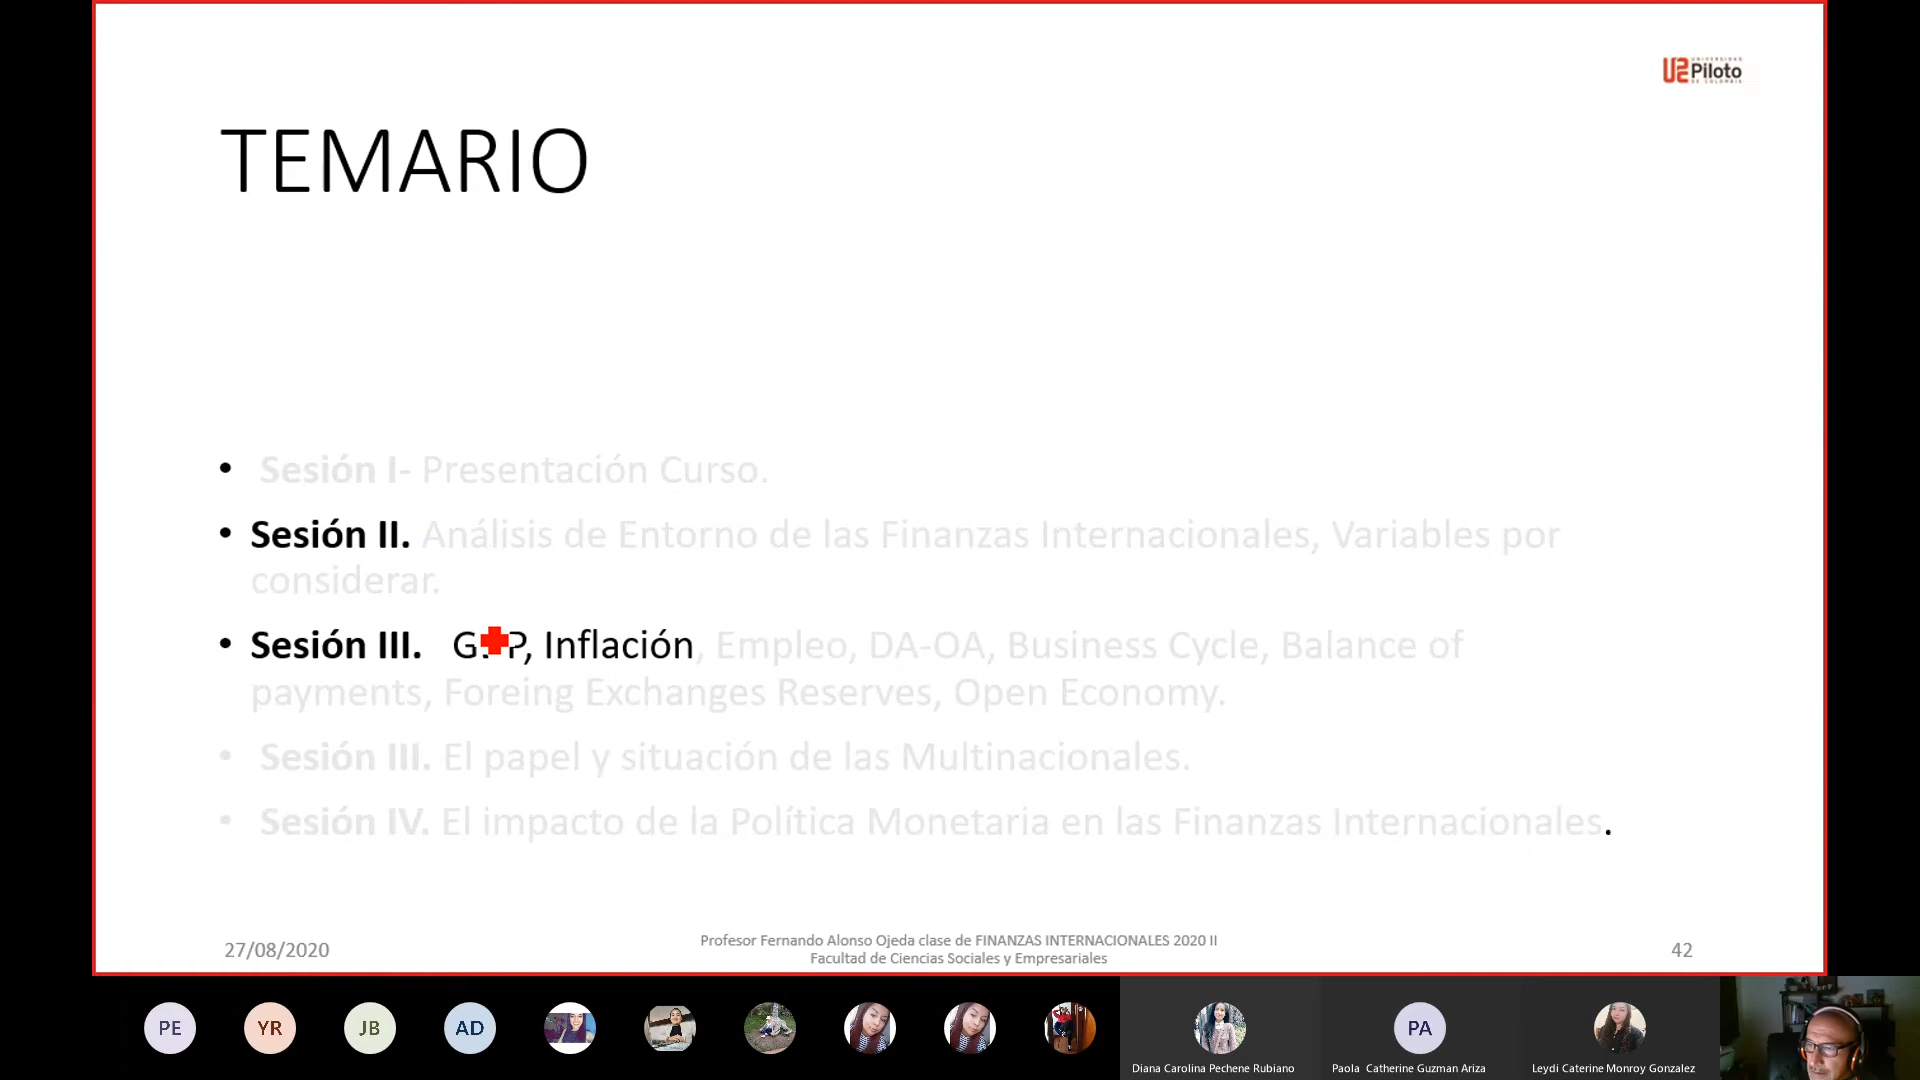 UNIVERSIDAD
Piloto
DE COLOMBIA
TEMARIO
• Sesión I- Presentación Curso.
• Sesión II. Análisis de Entorno de las Finanzas Internacionales, Variables por
considerar.
• Sesión III. Inflación, Empleo, DA-OA, Business Cycle, Balance of
payments, Foreing Exchanges Reserves, Open Economy.
• Sesión III. El papel y situación de las Multinacionales.
• Sesión IV. El impacto de la Política Monetaria en las Finanzas Internacionales.
27/08/2020
Profesor Fernando Alonso Ojeda clase de FINANZAS INTERNACIONALES 2020 II
Facultad de Ciencias Sociales y Empresariales
42
PE
YR
JB
AD
PA
Diana Carolina Pechene Rubiano
Paola Catherine Guzman Ariza
Leydi Caterine Monroy Gonzalez